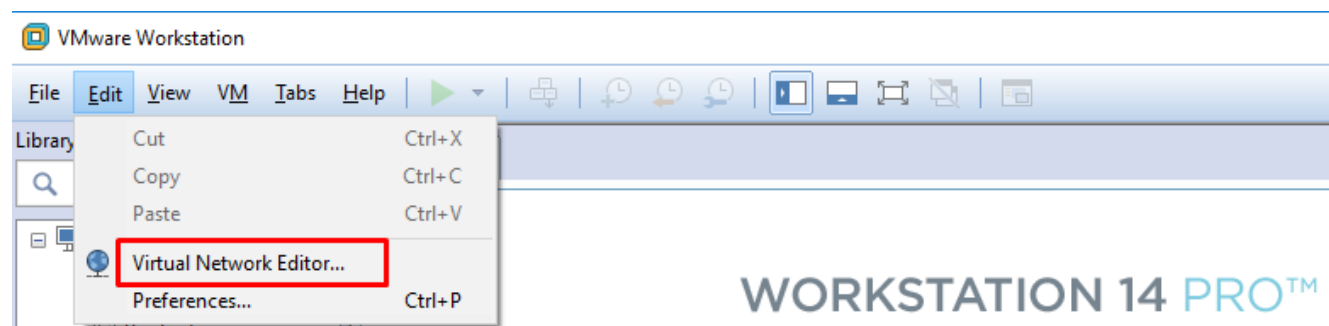 VMware Workstation
File Edit View VM Tabs Help
Library
Cut Ctrl+X
Copy Ctrl+C
Paste Ctrl+V
Virtual Network Editor...
Preferences... Ctrl+P
WORKSTATION 14 PRO™